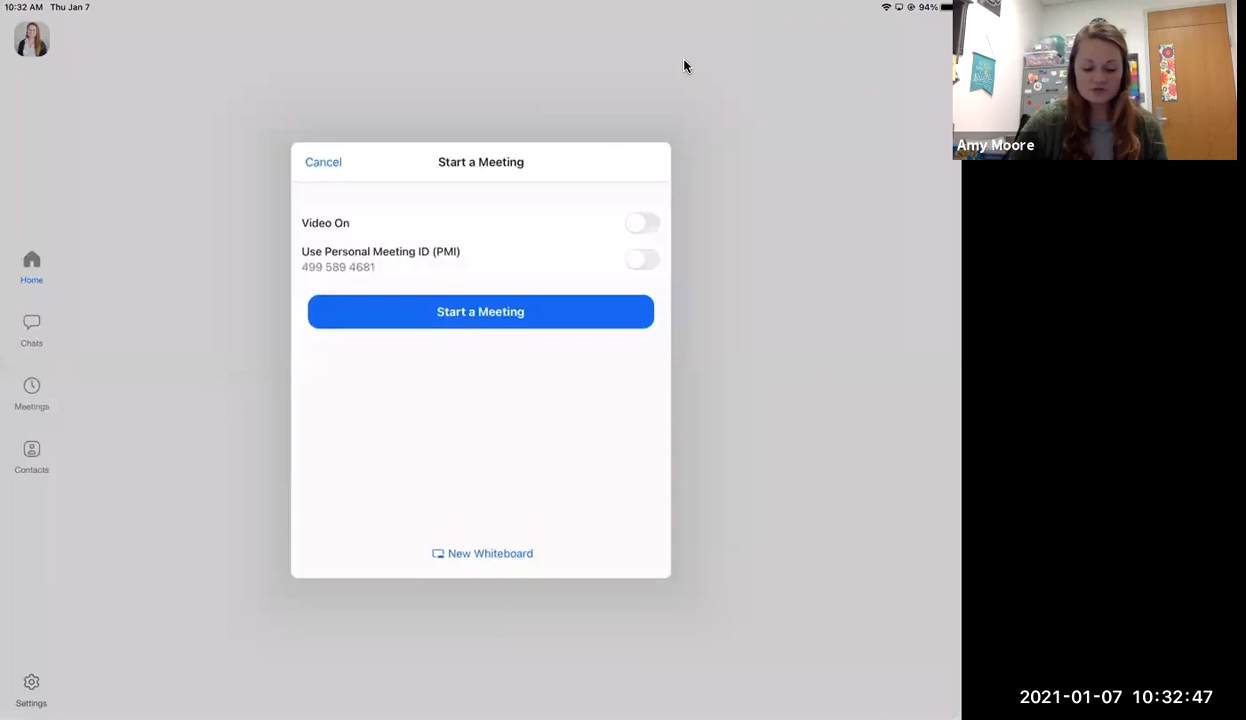 10:32 AM Thu Jan 7
94%
Cancel
Start a Meeting
Video On
Use Personal Meeting ID (PMI)
499 589 4681
Start a Meeting
New Whiteboard
Home
Chats
Meetings
Contacts
Settings
Amy Moore
2021-01-07 10:32:47